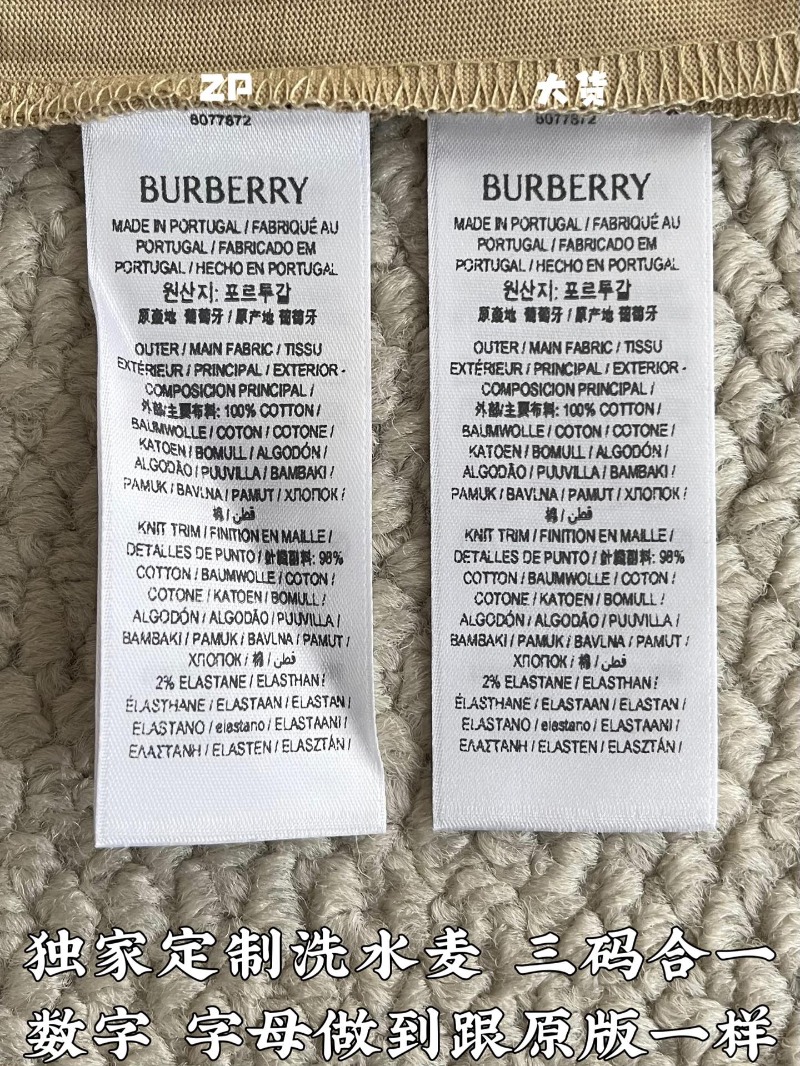 ZP
大货
8077872
BURBERRY
MADE IN PORTUGAL / FABRIQUÉ AU
PORTUGAL / FABRICADO EM
PORTUGAL / HECHO EN PORTUGAL
원산지: 포르투갈
原產地 葡萄牙 / 原产地 葡萄牙
OUTER / MAIN FABRIC / TISSU
EXTÉRIEUR / PRINCIPAL / EXTERIOR -
COMPOSICION PRINCIPAL /
外部/主要布料: 100% COTTON /
BAUMWOLLE / COTON / COTONE /
KATOEN / BOMULL / ALGODÓN /
ALGODÃO / PUUVILLA / BAMBAKI /
PAMUK / BAVLNA / PAMUT / ХЛОПОК /
棉 / قطن /
KNIT TRIM / FINITION EN MAILLE /
DETALLES DE PUNTO / 針織副料: 98%
COTTON / BAUMWOLLE / COTON /
COTONE / KATOEN / BOMULL /
ALGODÓN / ALGODÃO / PUUVILLA /
BAMBAKI / PAMUK / BAVLNA / PAMUT /
ХЛОПОК / 棉 / قطن /
2% ELASTANE / ELASTHAN /
ÉLASTHANE / ELASTAAN / ELASTAN /
ELASTANO / elastano / ELASTAANI /
ΕΛΑΣΤΑΝΗ / ELASTEN / ELASZTÁN /
8077872
BURBERRY
MADE IN PORTUGAL / FABRIQUÉ AU
PORTUGAL / FABRICADO EM
PORTUGAL / HECHO EN PORTUGAL
원산지: 포르투갈
原產地 葡萄牙 / 原产地 葡萄牙
OUTER / MAIN FABRIC / TISSU
EXTÉRIEUR / PRINCIPAL / EXTERIOR -
COMPOSICION PRINCIPAL /
外部/主要布料: 100% COTTON /
BAUMWOLLE / COTON / COTONE /
KATOEN / BOMULL / ALGODÓN /
ALGODÃO / PUUVILLA / BAMBAKI /
PAMUK / BAVLNA / PAMUT / ХЛОПОК /
棉 / قطن /
KNIT TRIM / FINITION EN MAILLE /
DETALLES DE PUNTO / 針織副料: 98%
COTTON / BAUMWOLLE / COTON /
COTONE / KATOEN / BOMULL /
ALGODÓN / ALGODÃO / PUUVILLA /
BAMBAKI / PAMUK / BAVLNA / PAMUT /
ХЛОПОК / 棉 / قطن /
2% ELASTANE / ELASTHAN /
ÉLASTHANE / ELASTAAN / ELASTAN /
ELASTANO / elastano / ELASTAANI /
ΕΛΑΣΤΑΝΗ / ELASTEN / ELASZTÁN /
独家定制洗水麦 三码合一
数字 字母做到跟原版一样